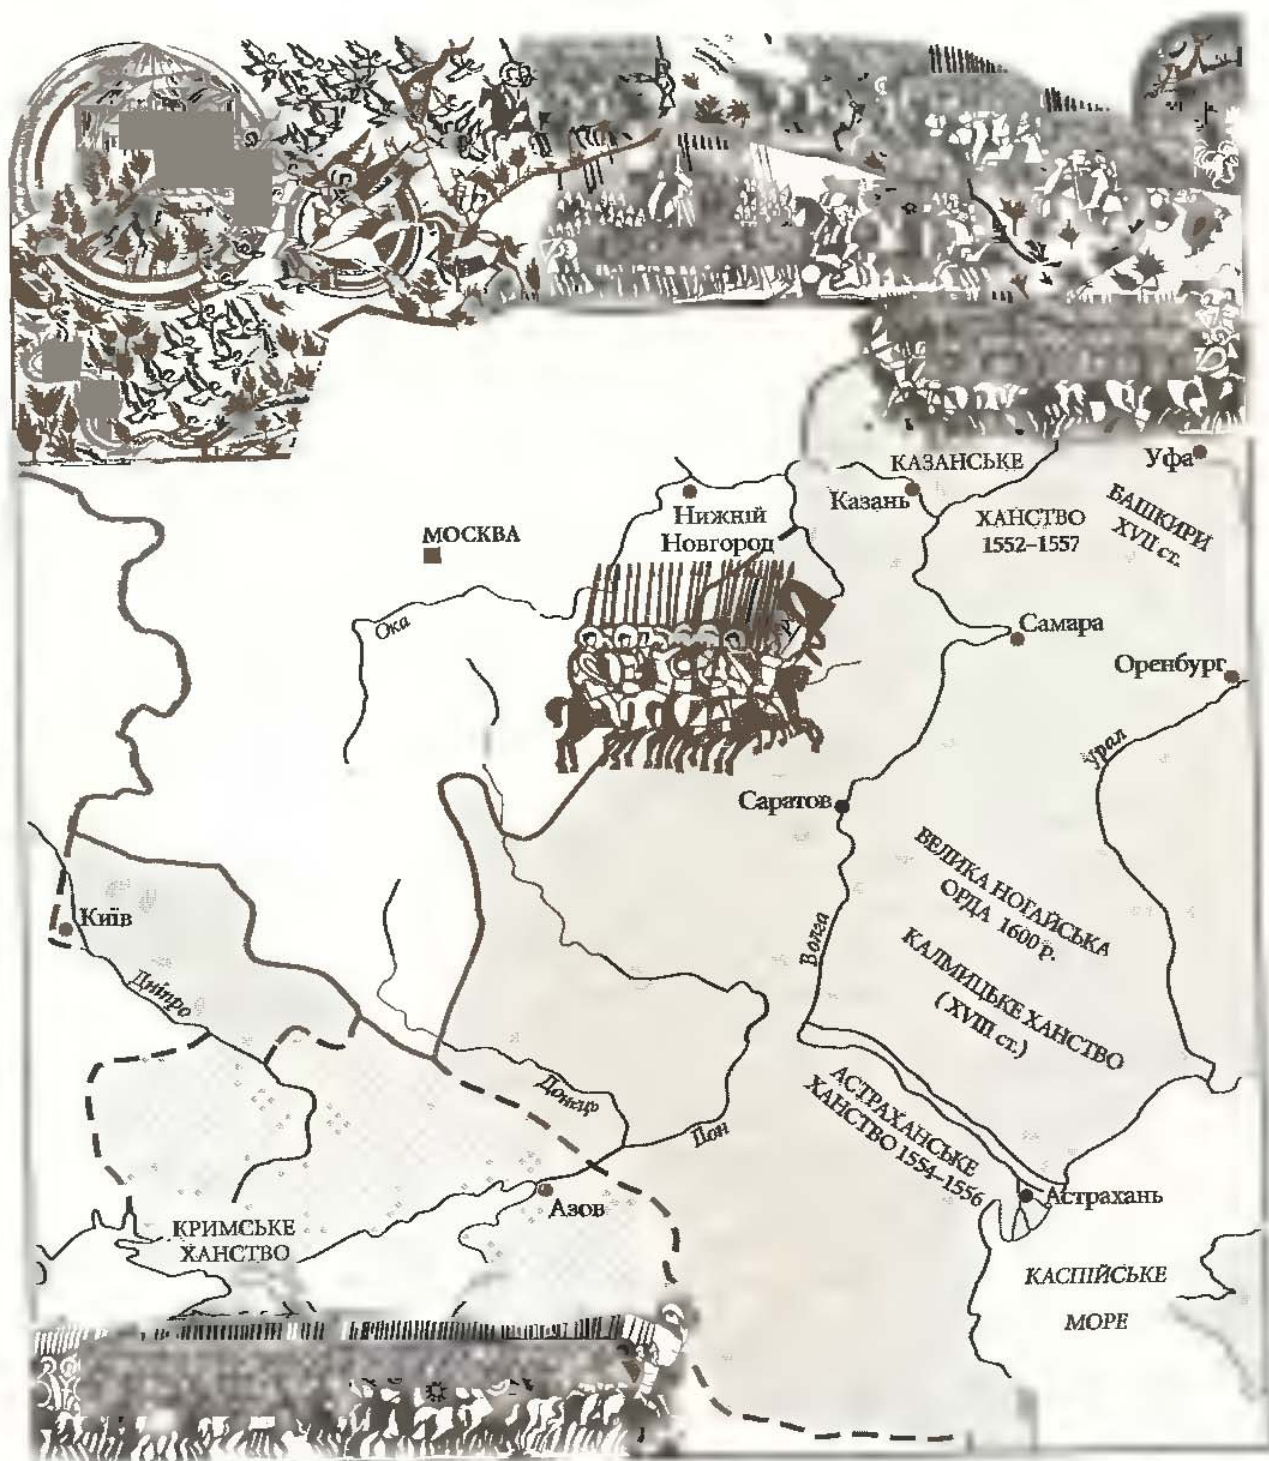 КАЗАНСЬКЕ
ХАНСТВО
1552–1557
Уфа
БАШКИРИ
XVII ст.
Казань
Нижній
Новгород
МОСКВА
Ока
Самара
Оренбург
Урал
Саратов
ВЕЛИКА НОГАЙСЬКА
ОРДА 1600 р.
Волга
КАЛМИЦЬКЕ ХАНСТВО
( XVIII ст.)
Київ
Дніпро
Донецр
Дон
АСТРАХАНСЬКЕ
ХАНСТВО 1554–1556
Астрахань
Азов
КРИМСЬКЕ
ХАНСТВО
КАСПІЙСЬКЕ
МОРЕ